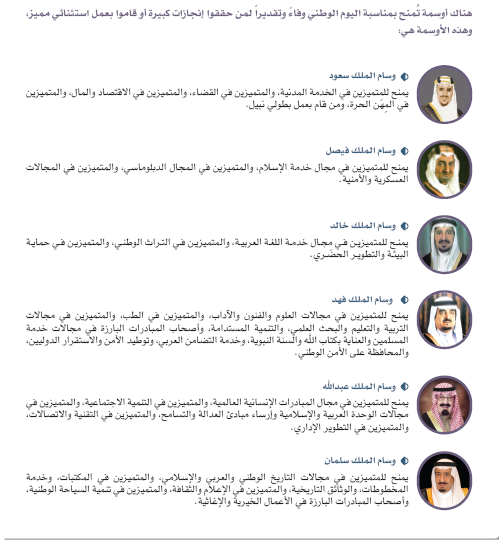 هناك أوسمة تُمنح بمناسبة اليوم الوطني وفاءً وتقديراً لمن حققوا إنجازات كبيرة أو قاموا بعمل استثنائي مميز،
وهذه الأوسمة هي:
وسام الملك سعود
يمنح للمتميزين في الخدمة المدنية، والمتميزين في القضاء، والمتميزين في الاقتصاد والمال، والمتميزين
في المِهَن الحرة، ومن قام بعمل بطولي نبيل.
وسام الملك فيصل
يمنح للمتميزين في مجال خدمة الإسلام، والمتميزين في المجال الدبلوماسي، والمتميزين في المجالات
العسكرية والأمنية.
وسام الملك خالد
يمنح للمتميزين في مجال خدمة اللغة العربية، والمتميزين في التراث الوطني، والمتميزين في حماية
البيئة والتطوير الحضري.
وسام الملك فهد
يمنح للمتميزين في مجالات العلوم والفنون والآداب، والمتميزين في الطب، والمتميزين في مجالات
التربية والتعليم والبحث العلمي، والتنمية المستدامة، وأصحاب المبادرات البارزة في مجالات خدمة
المسلمين والعناية بكتاب الله والسنة النبوية، وخدمة التضامن العربي، وتوطيد الأمن والاستقرار الدوليين،
والمحافظة على الأمن الوطني.
وسام الملك عبدالله
يمنح للمتميزين في مجال المبادرات الإنسانية العالمية، والمتميزين في التنمية الاجتماعية، والمتميزين في
مجالات الوحدة العربية والإسلامية وإرساء مبادئ العدالة والتسامح، والمتميزين في التقنية والاتصالات،
والمتميزين في التطوير الإداري.
وسام الملك سلمان
يمنح للمتميزين في مجالات التاريخ الوطني والعربي والإسلامي، والمتميزين في المكتبات، وخدمة
المخطوطات، والوثائق التاريخية، والمتميزين في الإعلام والثقافة، والمتميزين في تنمية السياحة الوطنية،
وأصحاب المبادرات البارزة في الأعمال الخيرية والإغاثية.